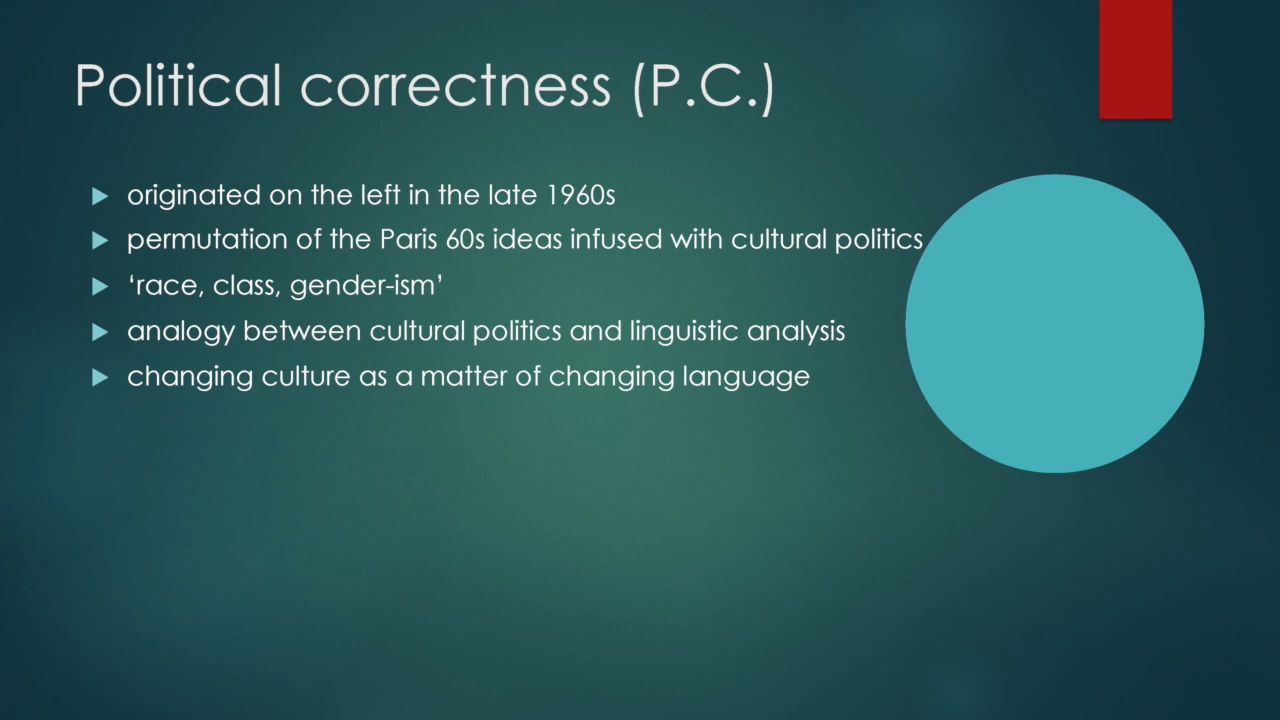 Political correctness (P.C.)
originated on the left in the late 1960s
permutation of the Paris 60s ideas infused with cultural politics
‘race, class, gender-ism’
analogy between cultural politics and linguistic analysis
changing culture as a matter of changing language